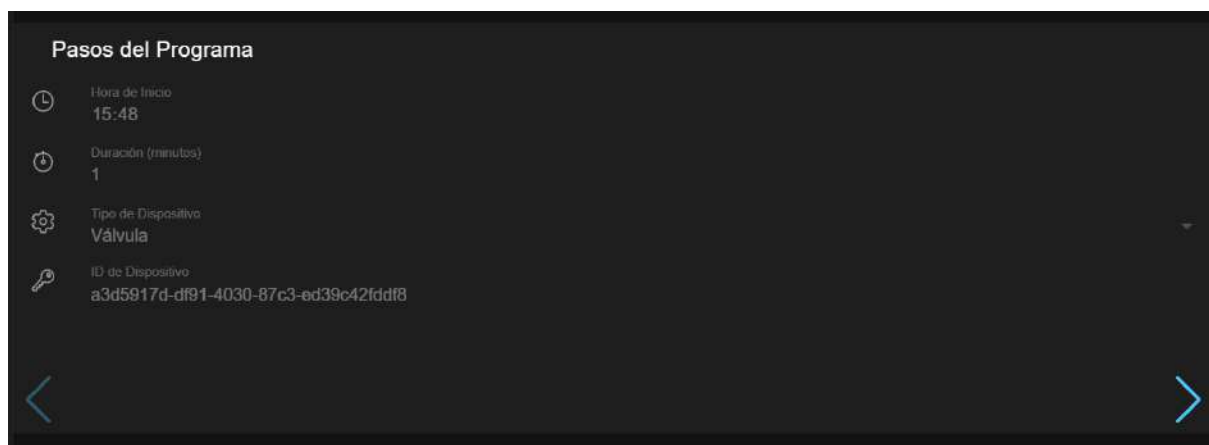 Pasos del Programa
Hora de Inicio
15:48
Duración (minutos)
1
Tipo de Dispositivo
Válvula
ID de Dispositivo
a3d5917d-df91-4030-87c3-ed39c42fddf8